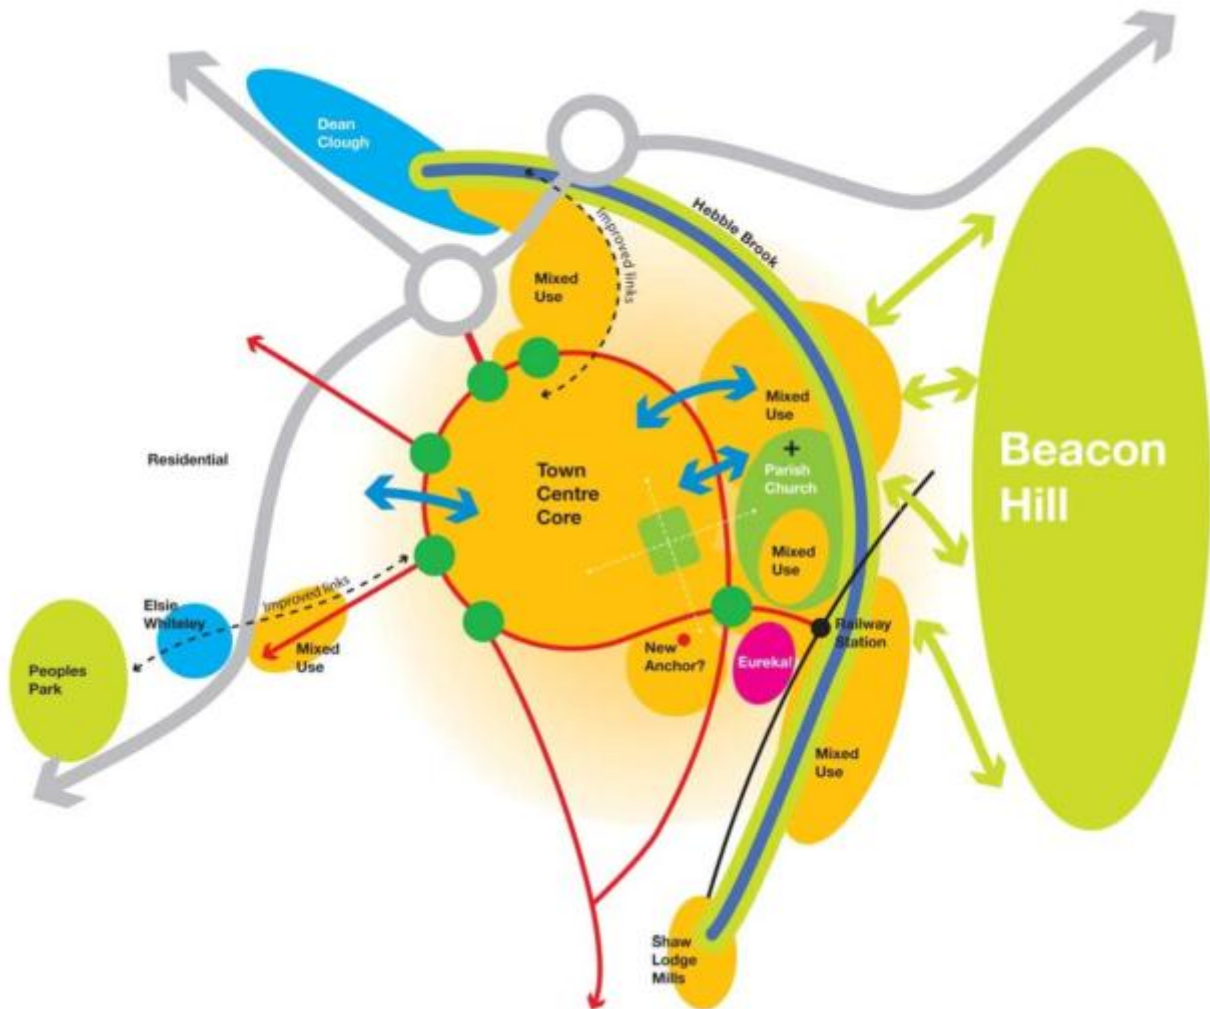 Dean
Clough
Improved links
Hebble Brook
Mixed
Use
Mixed
Use
Residential
Town
Centre
Core
Parish
Church
Beacon
Hill
Mixed
Use
Improved links
Elsie
Whiteley
Mixed
Use
Peoples
Park
New
Anchor?
Eureka!
Railway
Station
Mixed
Use
Shaw
Lodge
Mills